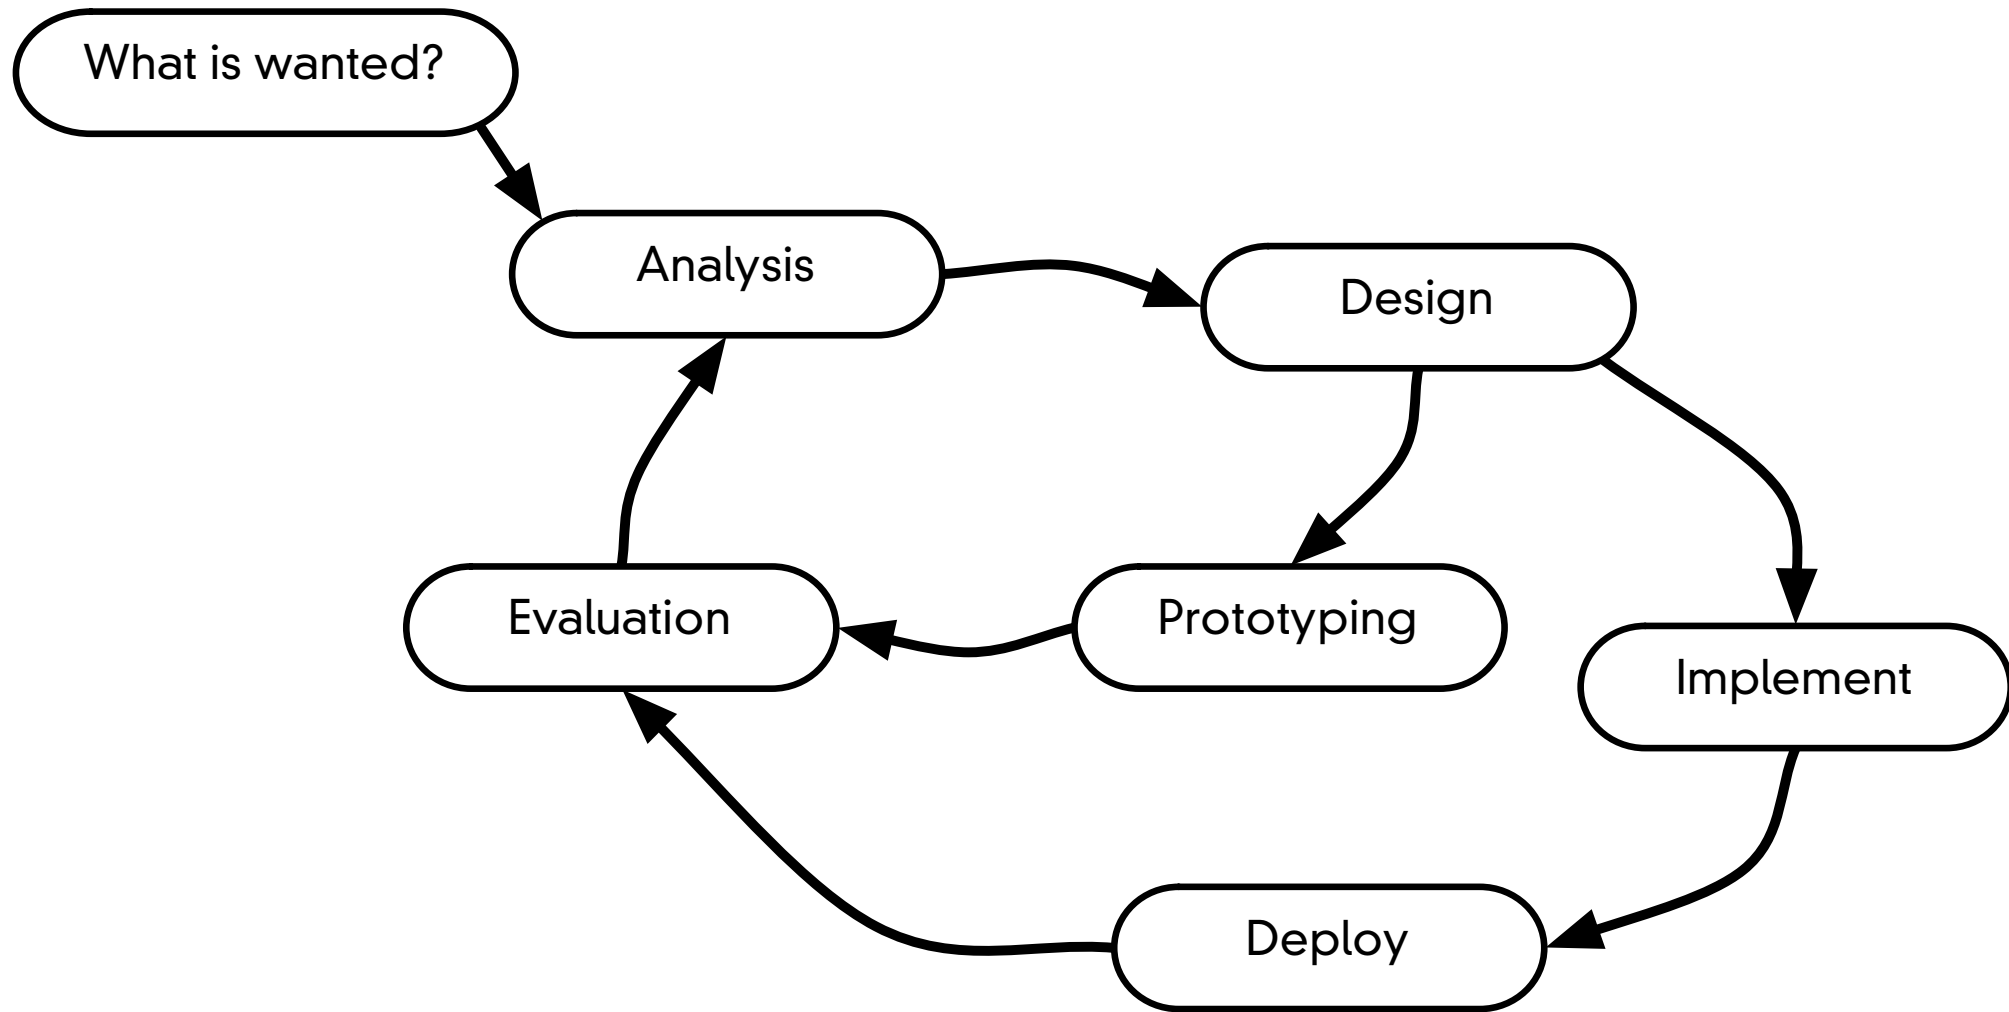 What is wanted?
Analysis
Design
Evaluation
Prototyping
Implement
Deploy